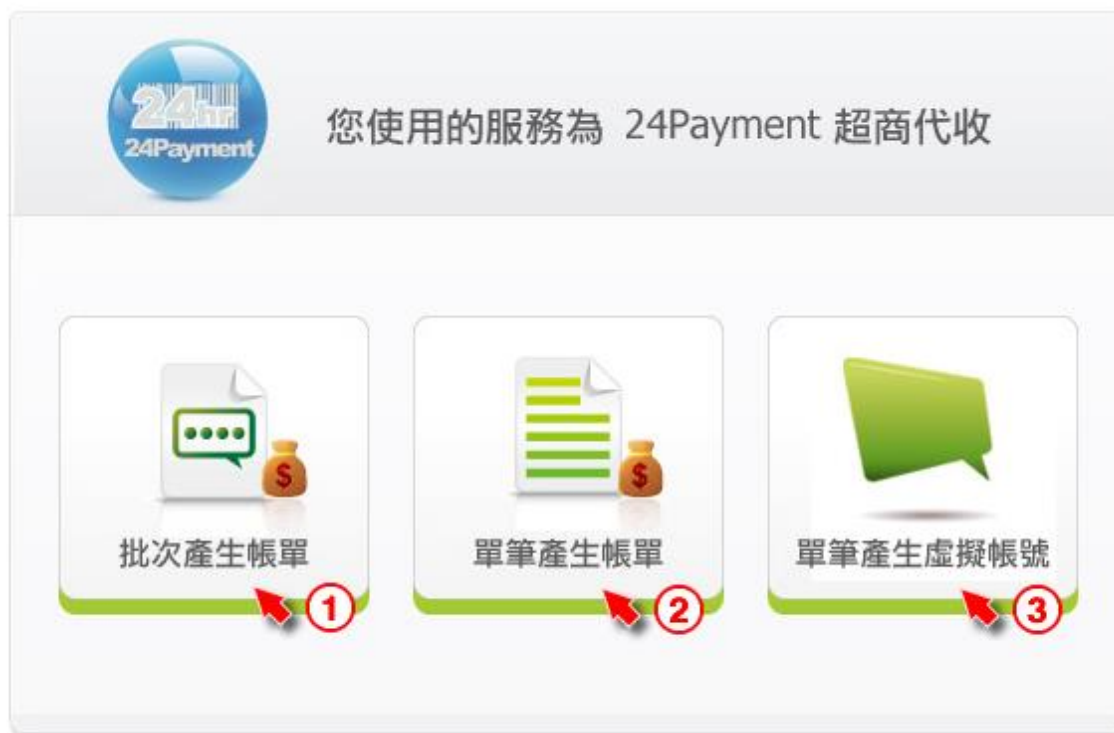 24hr
24Payment
您使用的服務為 24Payment 超商代收
批次產生帳單
單筆產生帳單
單筆產生虛擬帳號
1
2
3